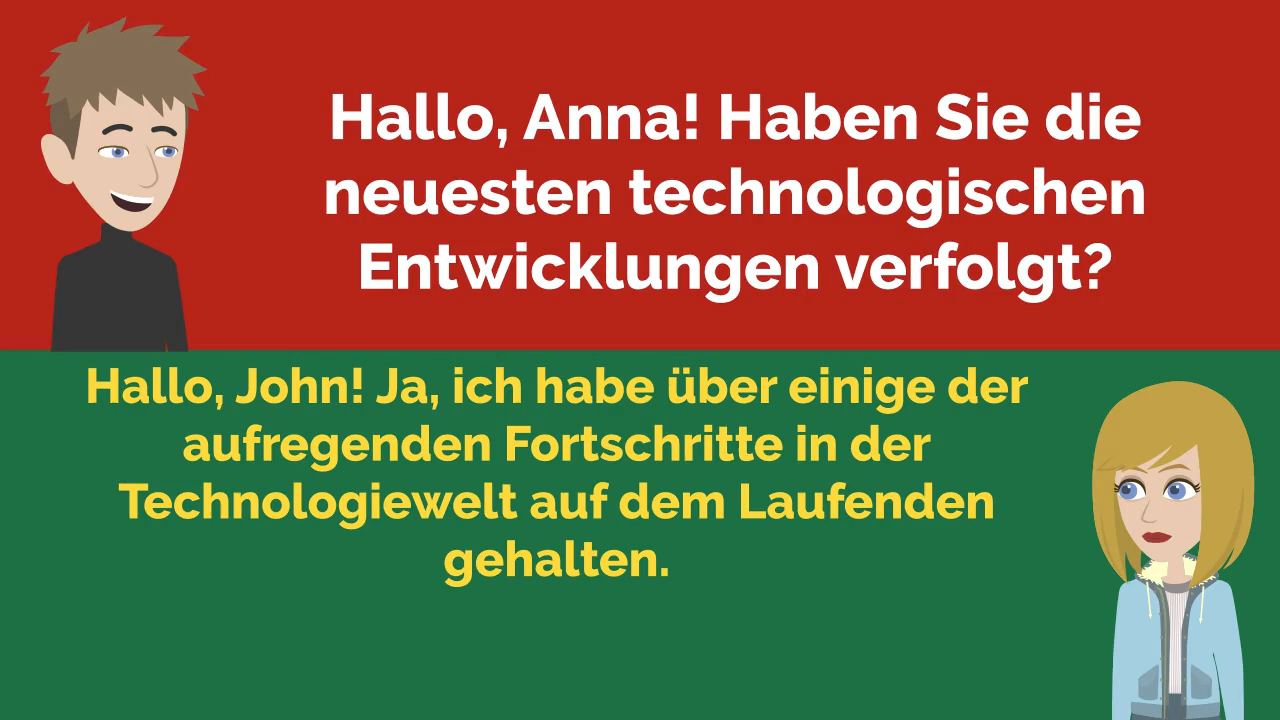 Hallo, Anna! Haben Sie die
neuesten technologischen
Entwicklungen verfolgt?
Hallo, John! Ja, ich habe über einige der
aufregenden Fortschritte in der
Technologiewelt auf dem Laufenden
gehalten.